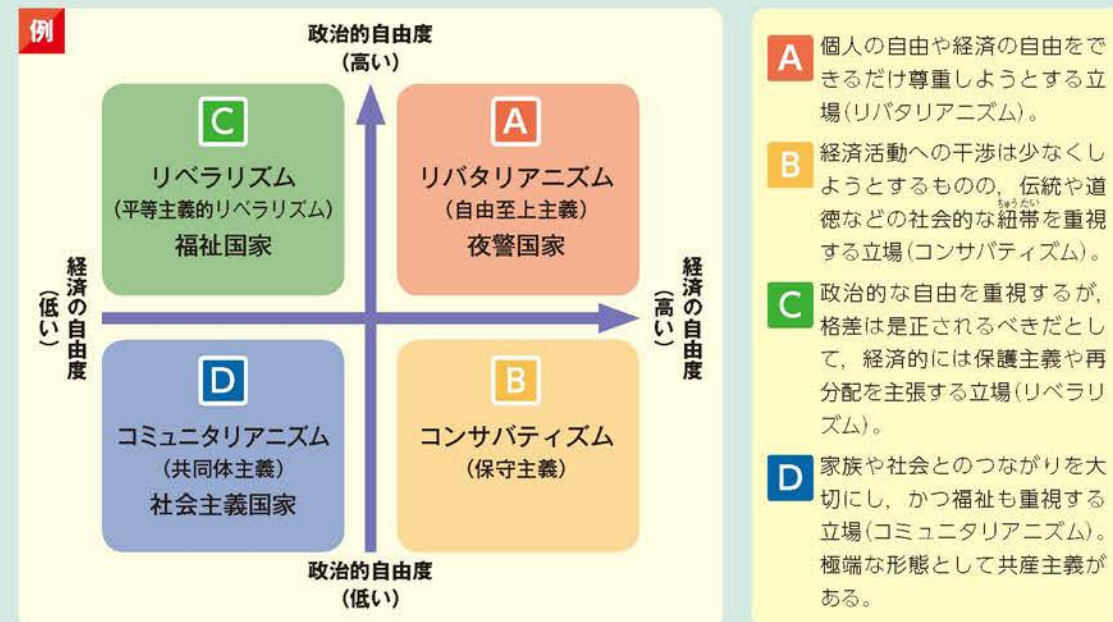 例
政治的自由度
(高い)
C
リベラリズム
(平等主義的リベラリズム)
福祉国家
A
リバタリアニズム
(自由至上主義)
夜警国家
経済の自由度
(低い)
経済の自由度
(高い)
D
コミュニタリアニズム
(共同体主義)
社会主義国家
B
コンサバティズム
(保守主義)
政治的自由度
(低い)
A
個人の自由や経済の自由をで
きるだけ尊重しようとする立
場(リバタリアニズム)。
B
経済活動への干渉は少なくし
ようとするものの,伝統や道
ちゅうたい
徳などの社会的な紐帯を重視
する立場(コンサバティズム)。
C
政治的な自由を重視するが,
格差は是正されるべきだとし
て,経済的には保護主義や再
分配を主張する立場(リベラリ
ズム)。
D
家族や社会とのつながりを大
切にし,かつ福祉も重視する
立場(コミュニタリアニズム)。
極端な形態として共産主義が
ある。